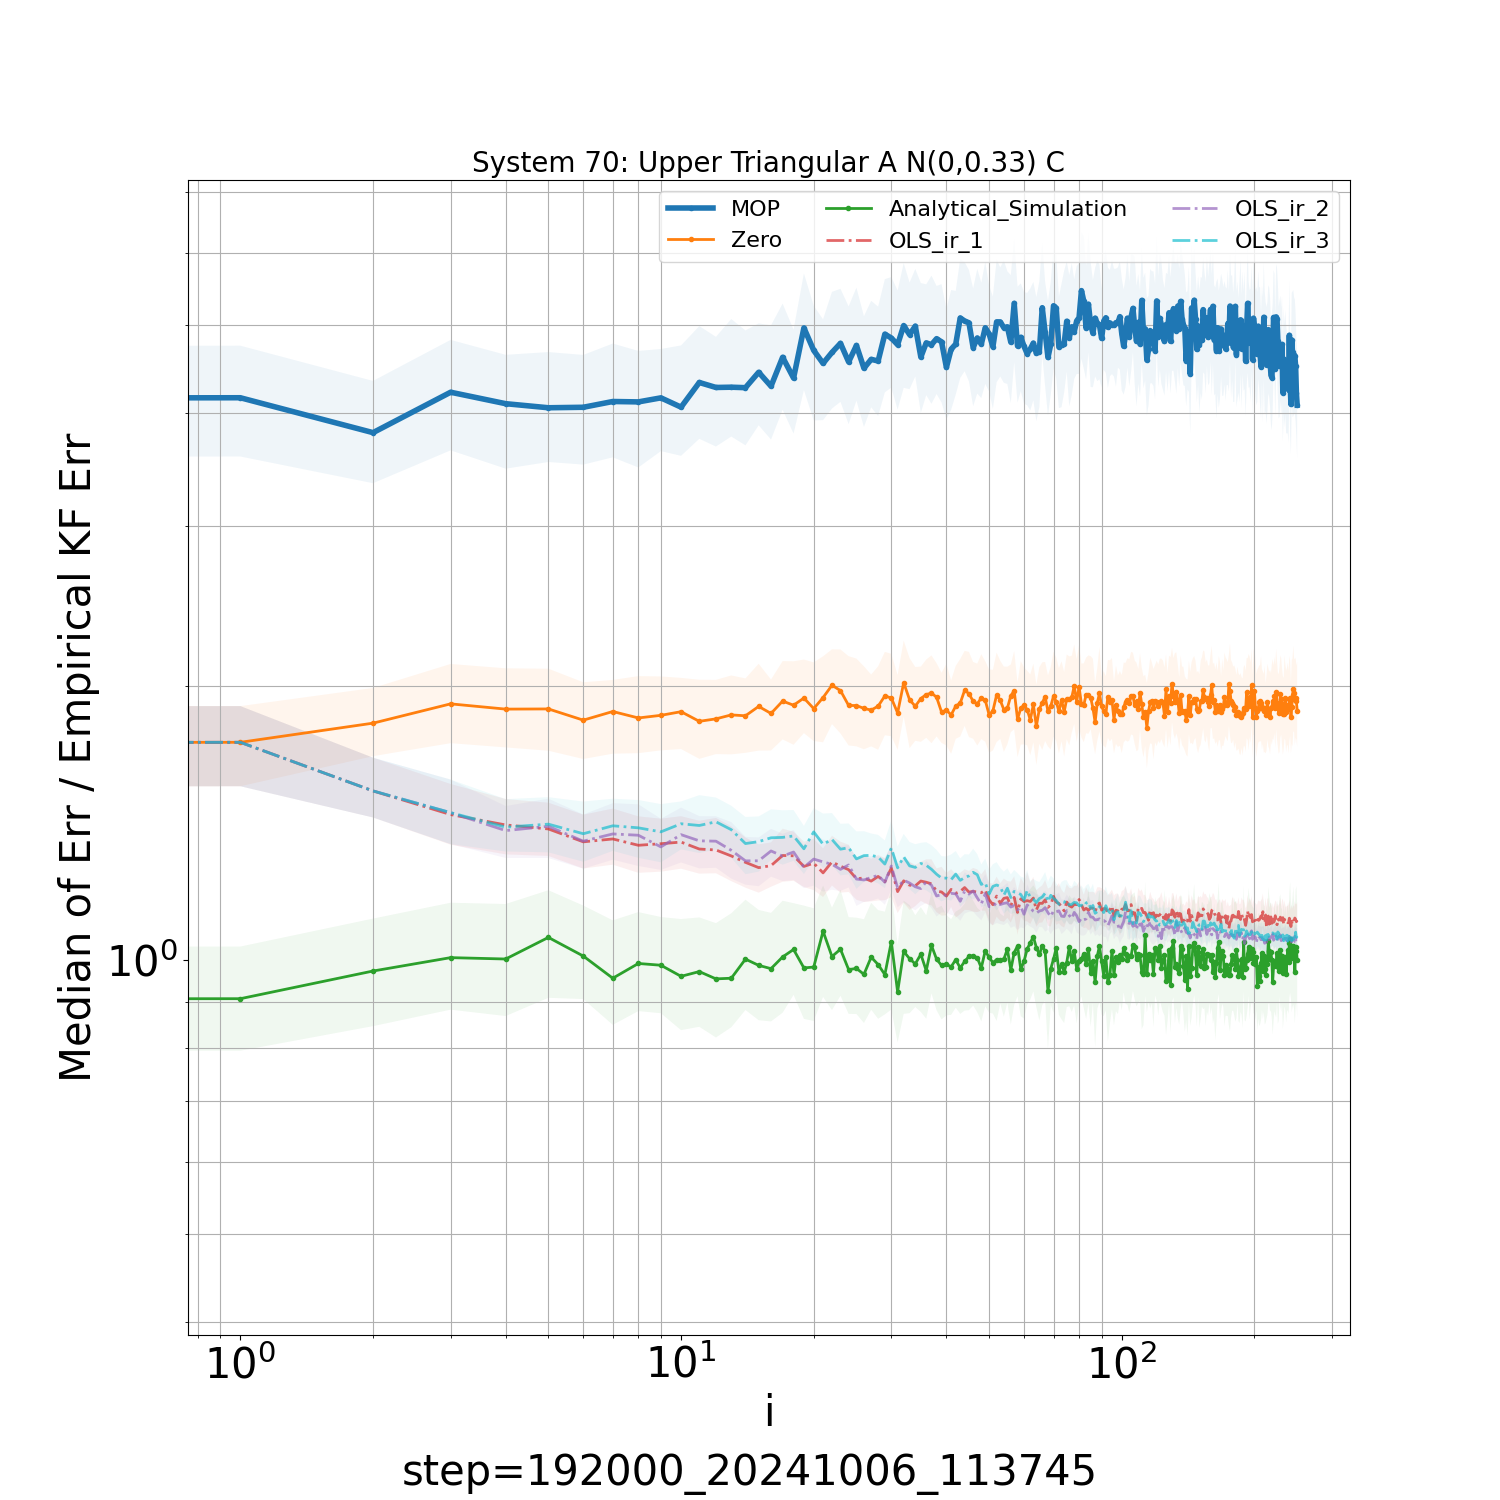 System 70: Upper Triangular A N(0,0.33) C
MOP
Zero
Analytical_Simulation
OLS_ir_1
OLS_ir_2
OLS_ir_3
Median of Err / Empirical KF Err
10⁰
10⁰ 10¹ 10²
i
step=192000_20241006_113745